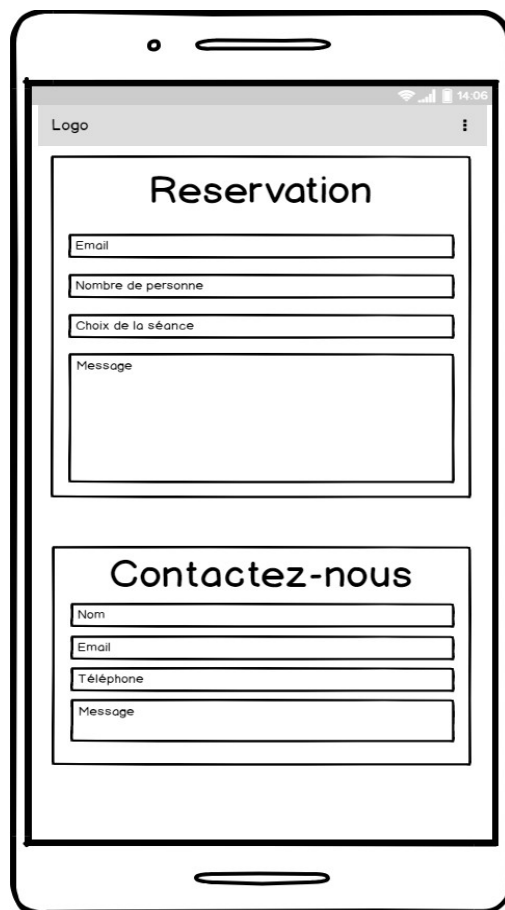 14:06
Logo
Reservation
Email
Nombre de personne
Choix de la séance
Message
Contactez-nous
Nom
Email
Téléphone
Message